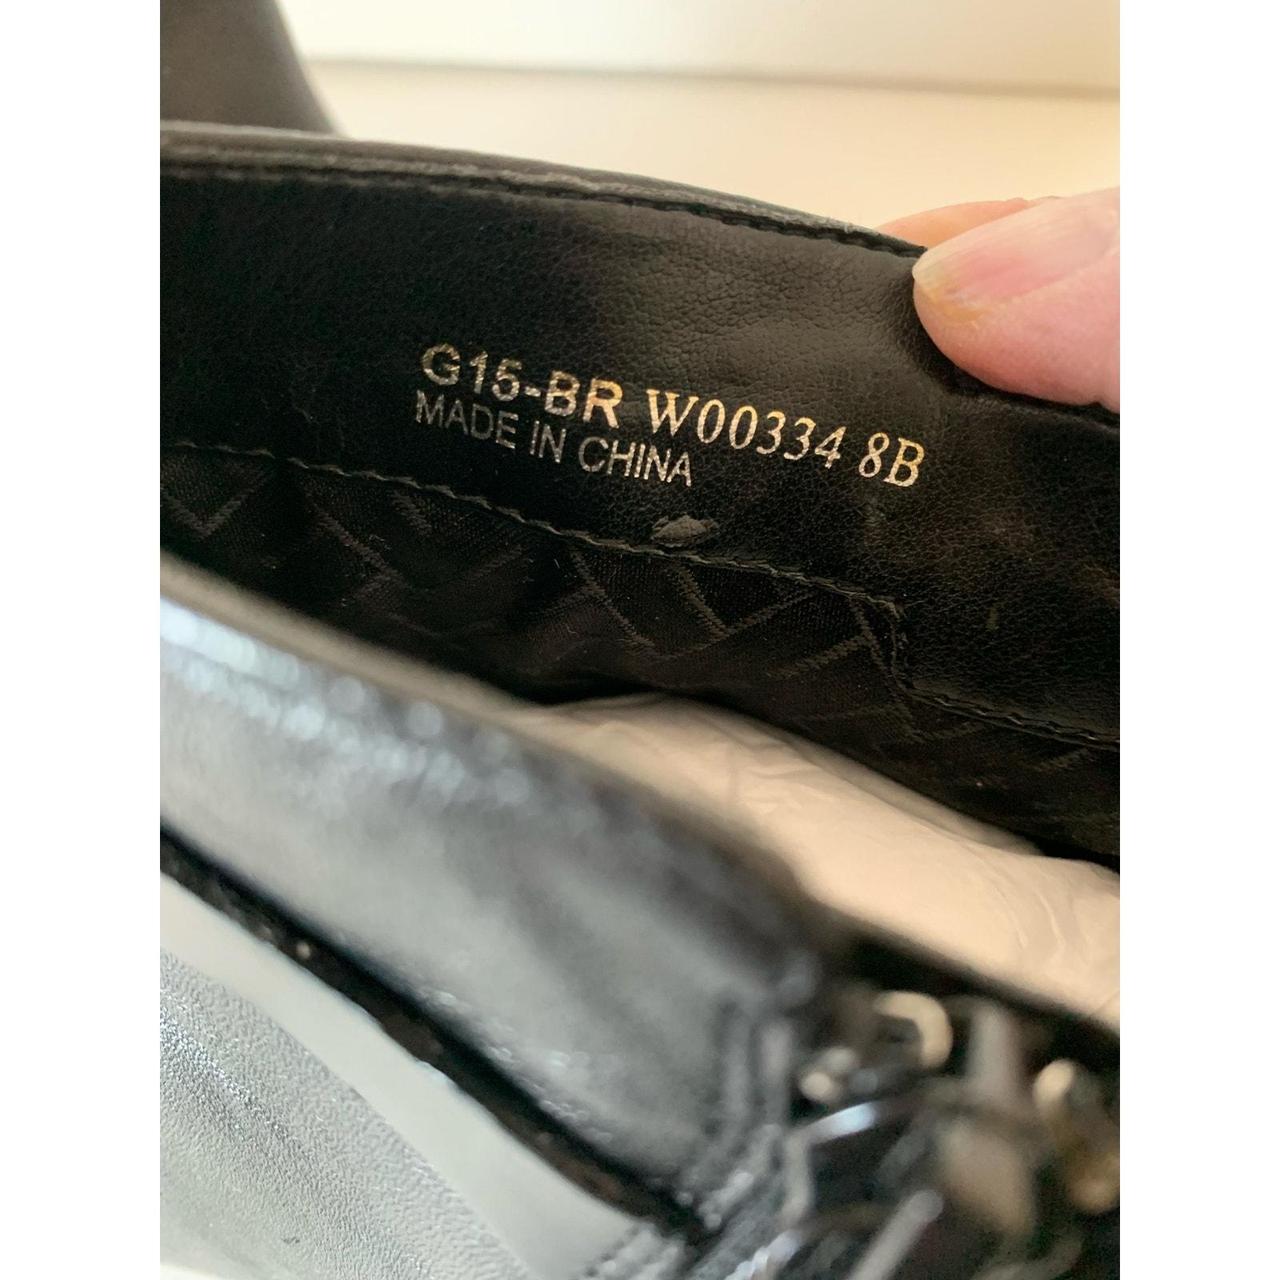 G15-BR W00334 8B
MADE IN CHINA